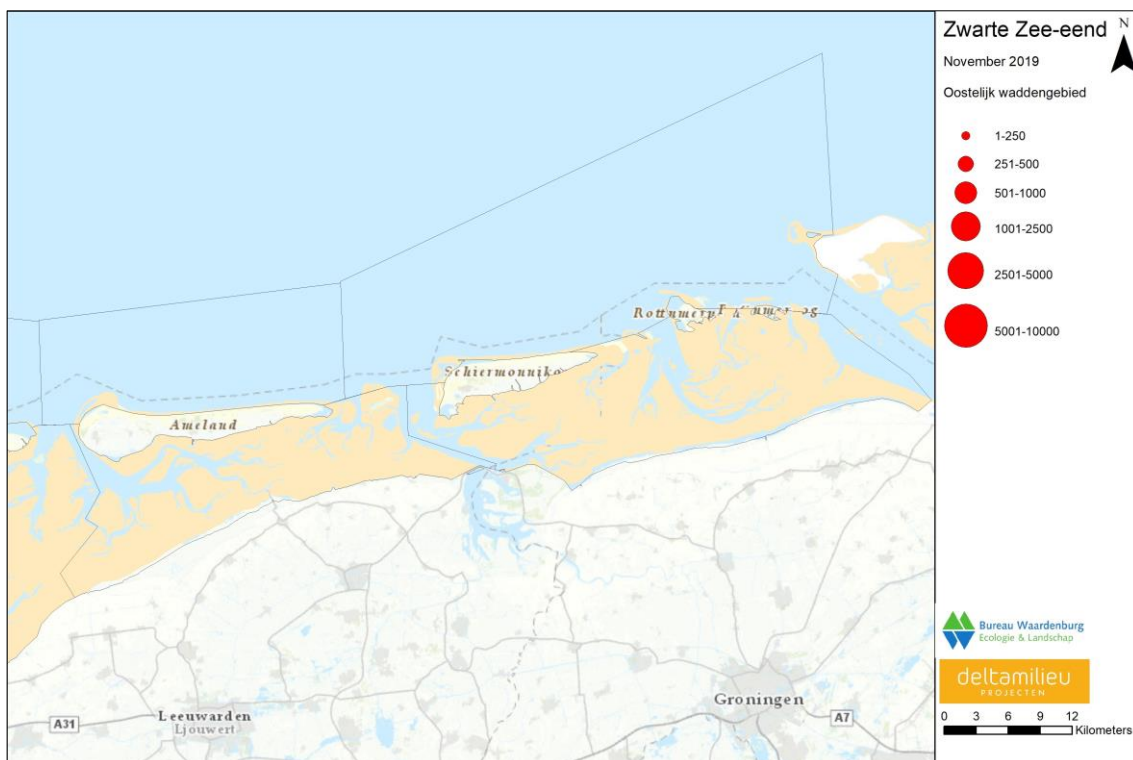 Zwarte Zee-eend
N
November 2019
Oostelijk waddengebied
1-250
251-500
501-1000
1001-2500
2501-5000
5001-10000
Ameland
Schiermonniko
Leeuwarden
Ljouwert
Groningen
A31
A7
Bureau Waardenburg
Ecologie & Landschap
deltamilieu
PROJECTEN
0 3 6 9 12
Kilometers